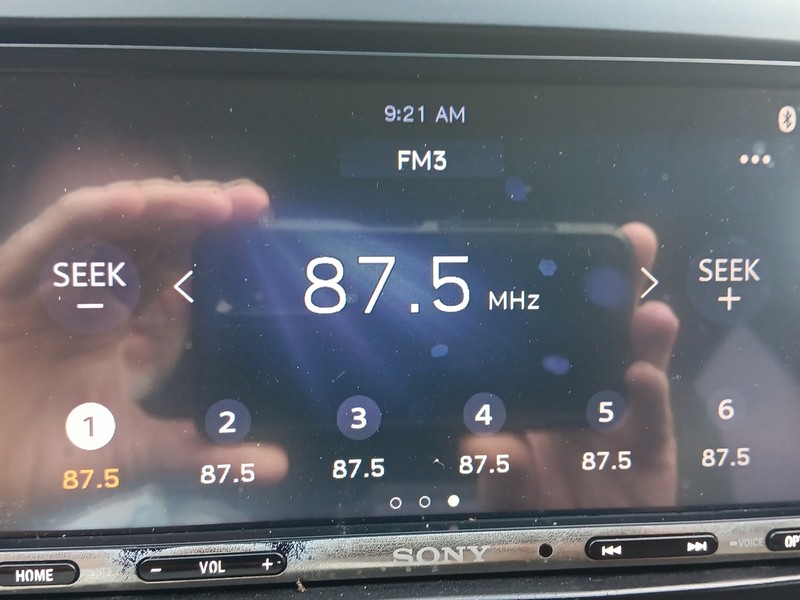 9:21 AM
FM3
SEEK
−
87.5 MHz
SEEK
+
1 2 3 4 5 6
87.5 87.5 87.5 87.5 87.5 87.5
HOME − VOL + SONY VOICE